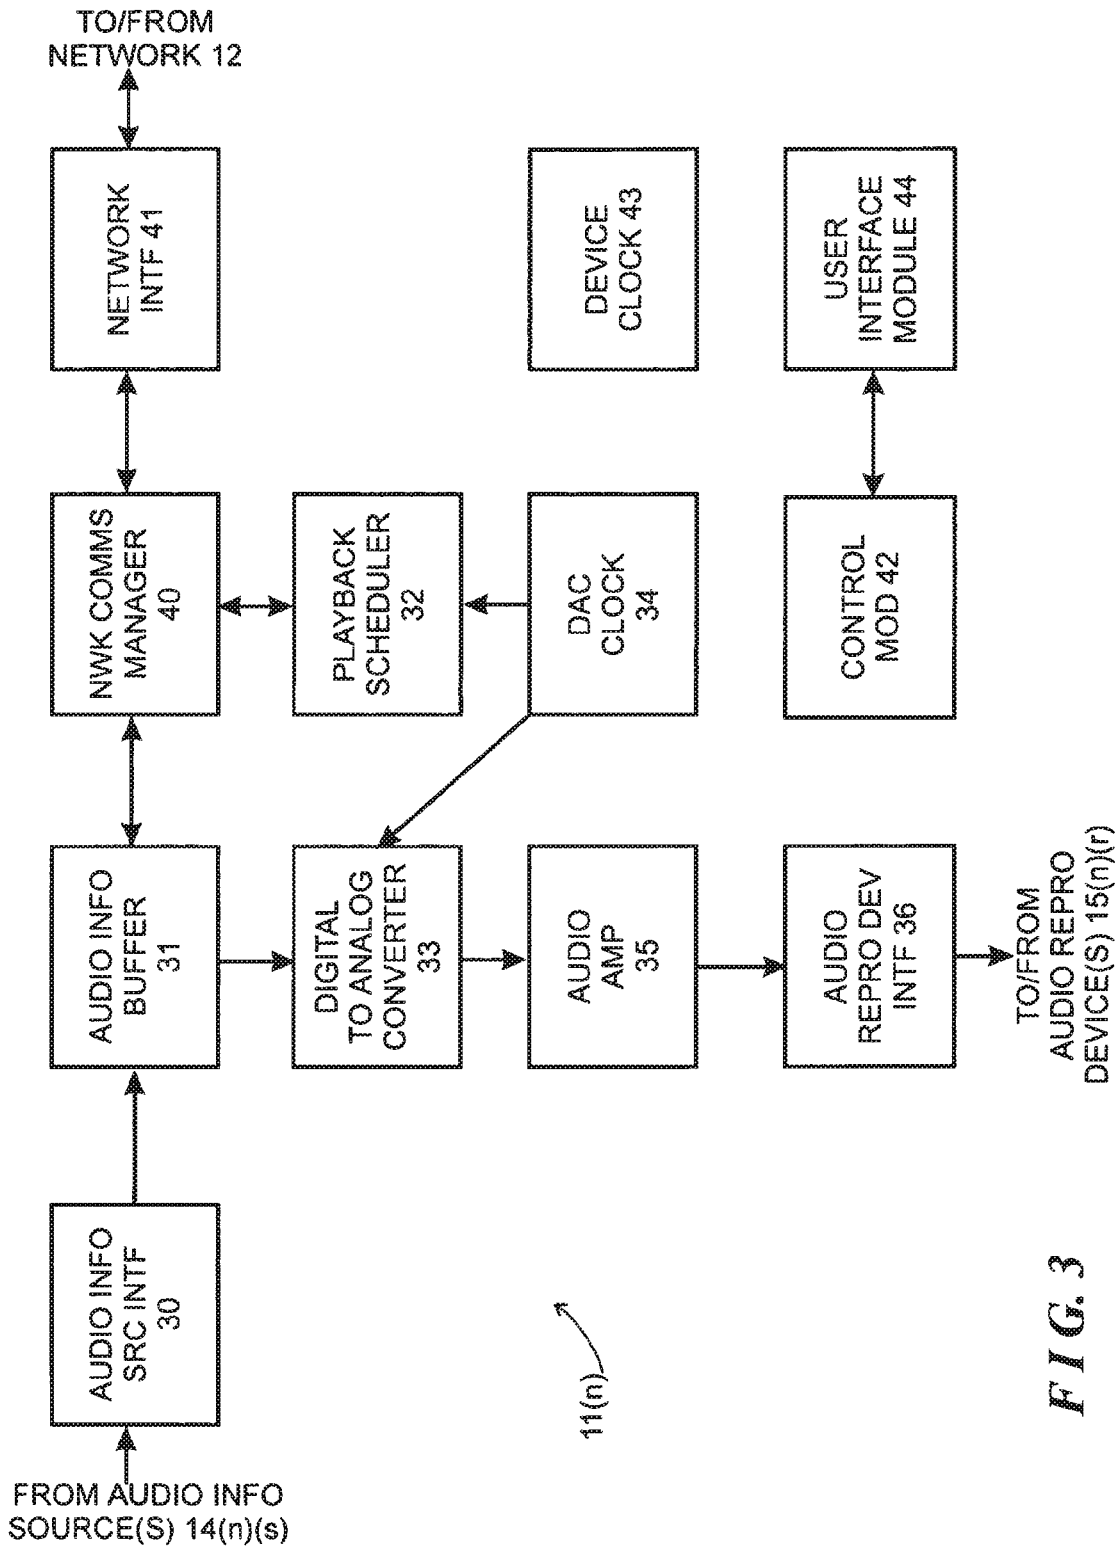 TO/FROM
NETWORK 12
NETWORK
INTF 41
DEVICE
CLOCK 43
USER
INTERFACE
MODULE 44
NWK COMMS
MANAGER
40
PLAYBACK
SCHEDULER
32
DAC
CLOCK
34
CONTROL
MOD 42
AUDIO INFO
BUFFER
31
DIGITAL
TO ANALOG
CONVERTER
33
AUDIO
AMP
35
AUDIO
REPRO DEV
INTF 36
TO/FROM
AUDIO REPRO
DEVICE(S) 15(n)(r)
AUDIO INFO
SRC INTF
30
FROM AUDIO INFO
SOURCE(S) 14(n)(s)
11(n)
FIG. 3